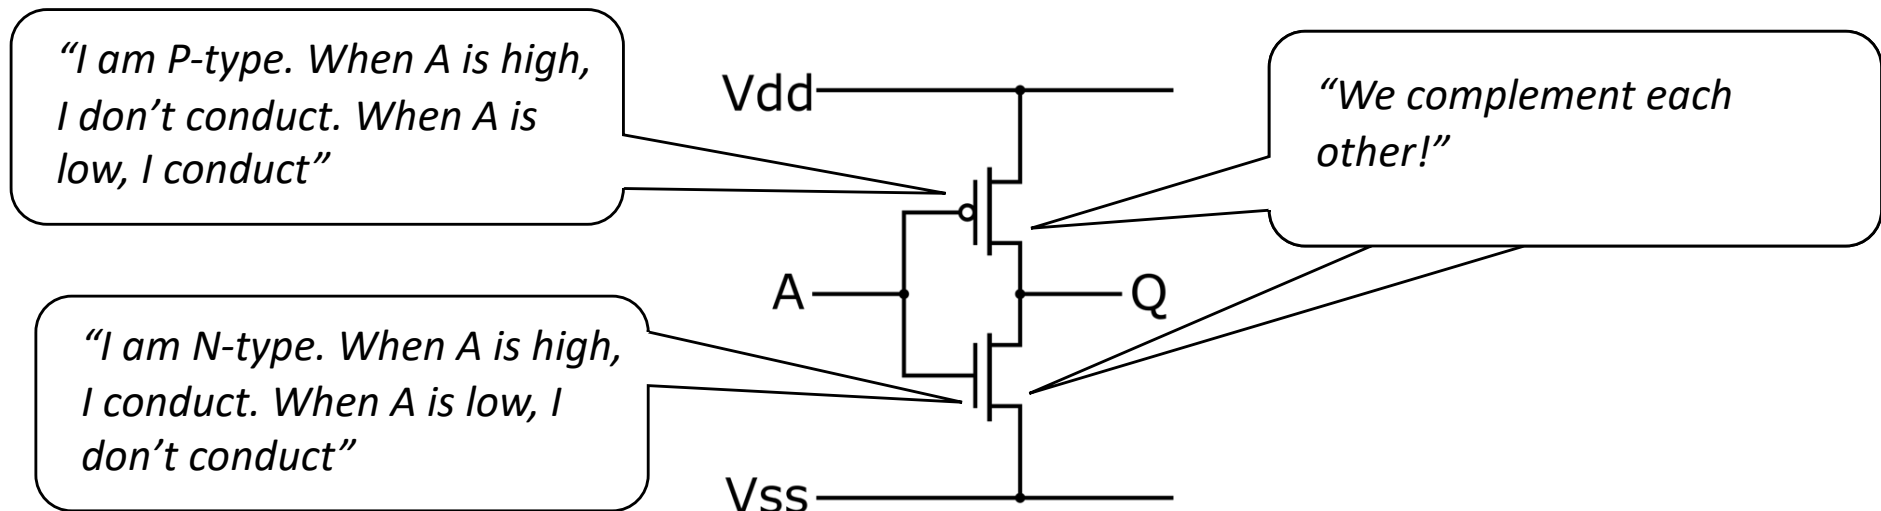 “I am P-type. When A is high,
I don’t conduct. When A is
low, I conduct”
Vdd
“We complement each
other!”
A
Q
“I am N-type. When A is high,
I conduct. When A is low, I
don’t conduct”
Vss